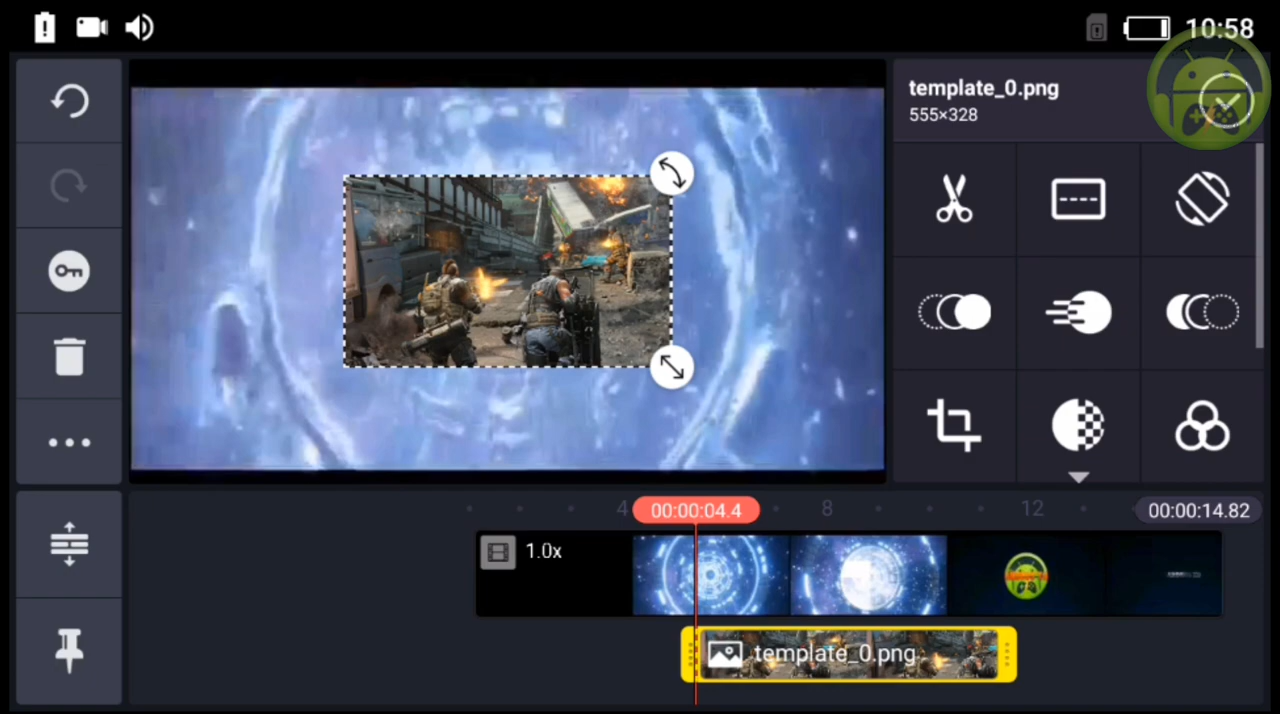 10:58
template_0.png
555×328
4
00:00:04.4
8
12
00:00:14.82
1.0x
template_0.png